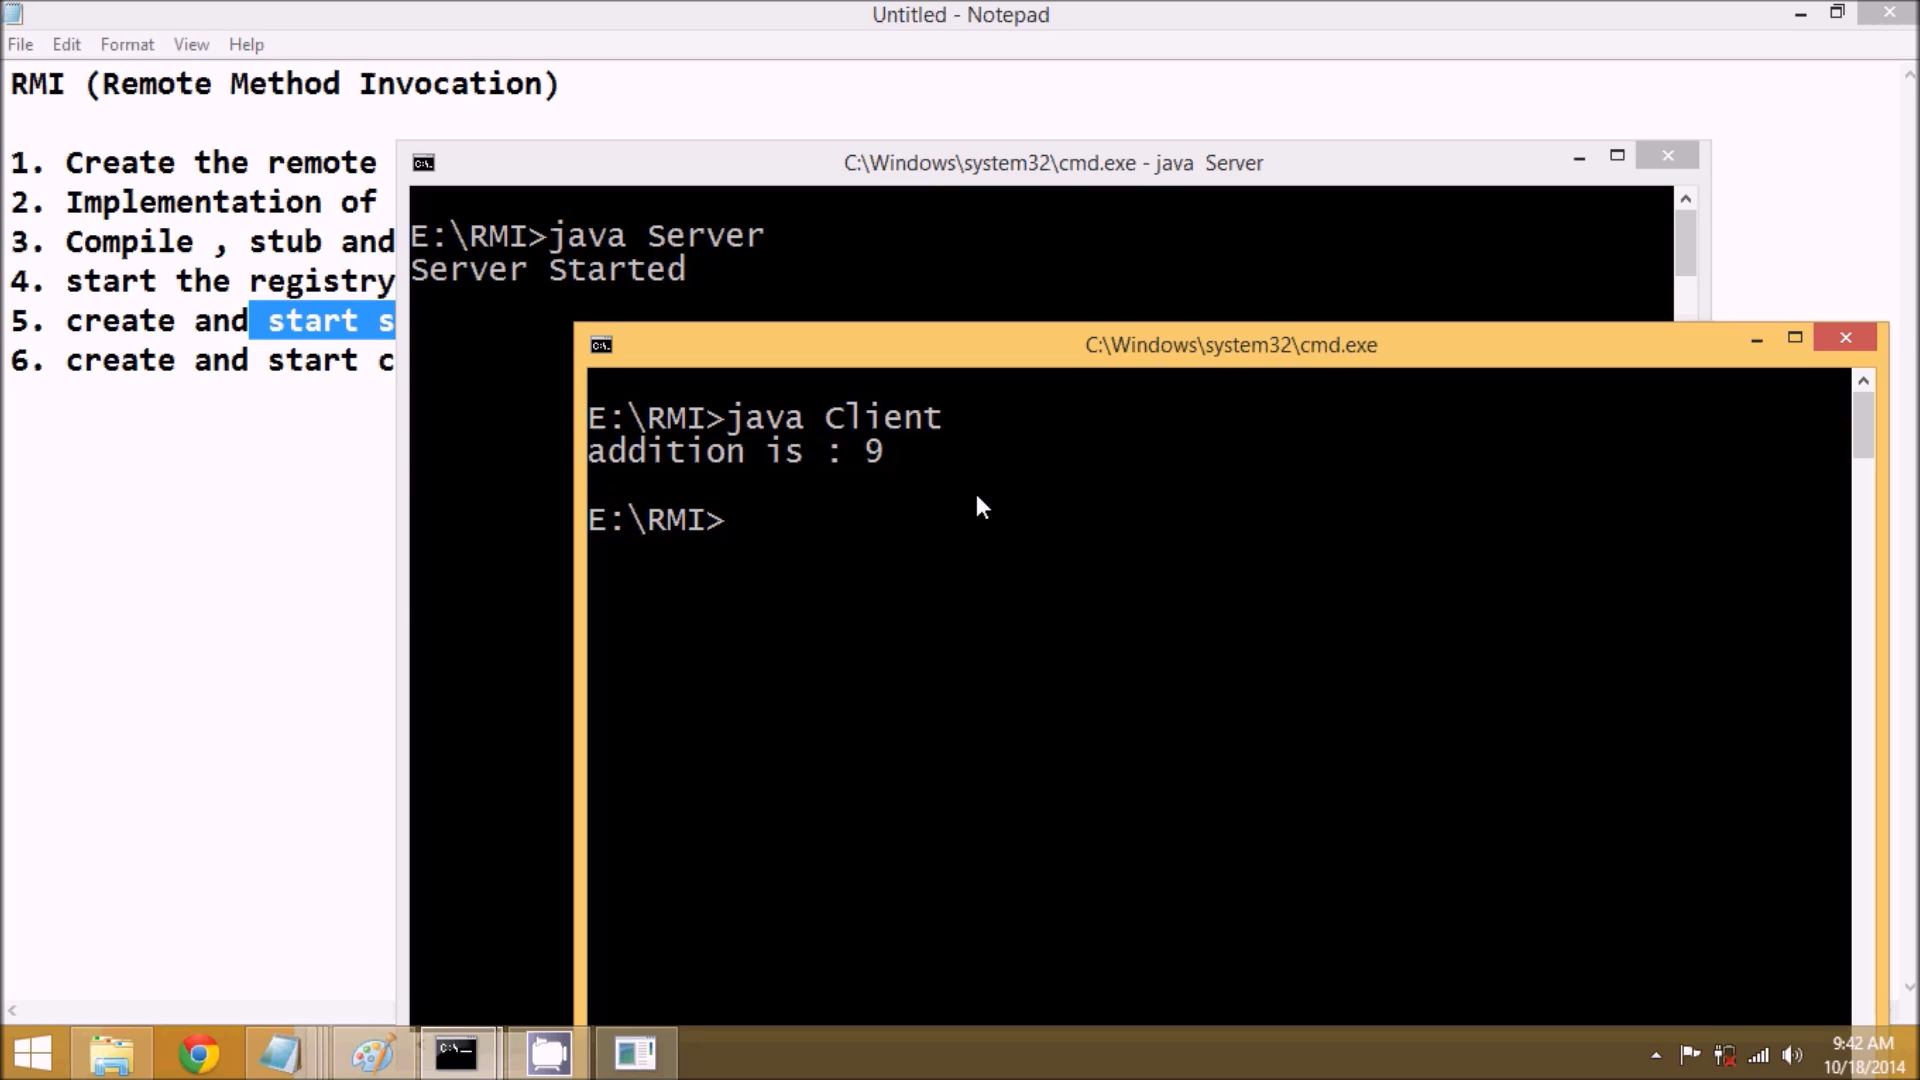 Untitled - Notepad
File Edit Format View Help
RMI (Remote Method Invocation)
1. Create the remote
2. Implementation of
3. Compile , stub and
4. start the registry
5. create and start s
6. create and start c
C:\Windows\system32\cmd.exe - java Server
E:\RMI>java Server
Server Started
C:\Windows\system32\cmd.exe
E:\RMI>java Client
addition is : 9
E:\RMI>
9:42 AM
10/18/2014